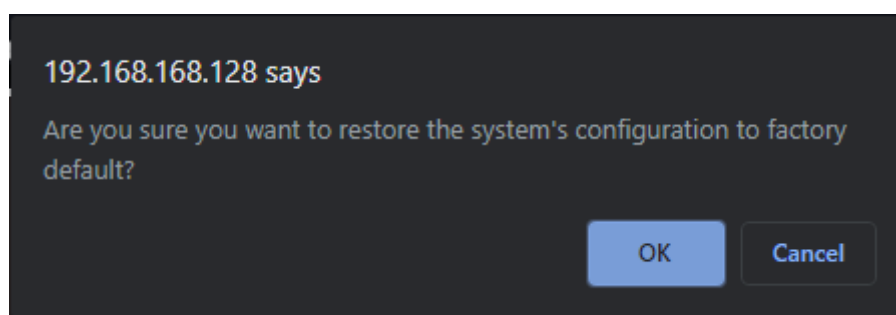 192.168.168.128 says
Are you sure you want to restore the system's configuration to factory
default?
OK
Cancel